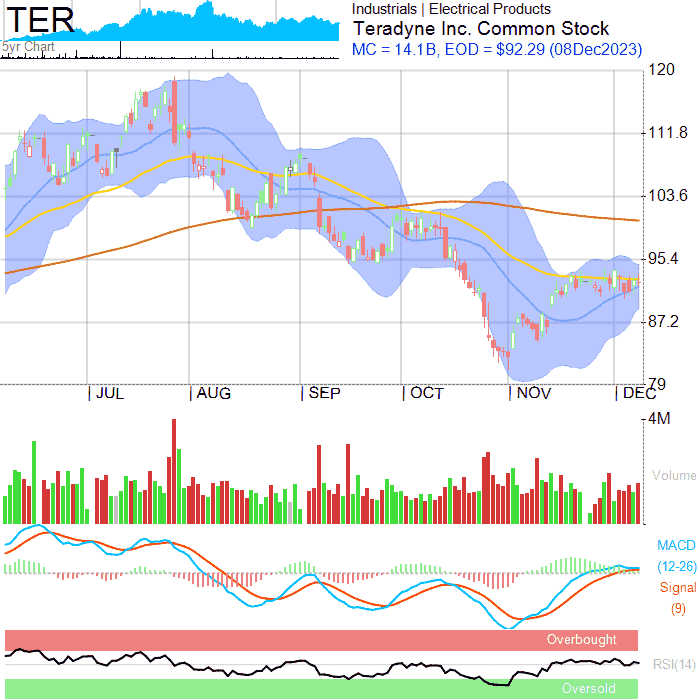 TER
5yr Chart
Industrials | Electrical Products
Teradyne Inc. Common Stock
MC = 14.1B, EOD = $92.29 (08Dec2023)
120
111.8
103.6
95.4
87.2
79
JUL AUG SEP OCT NOV DEC
4M
Volume
MACD
(12-26)
Signal
(9)
Overbought
RSI(14)
Oversold